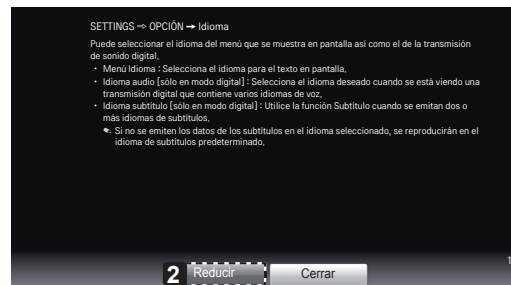 SETTINGS ➾ OPCIÓN ➙ Idioma
Puede seleccionar el idioma del menú que se muestra en pantalla así como el de la transmisión
de sonido digital.
• Menú Idioma : Selecciona el idioma para el texto en pantalla.
• Idioma audio [sólo en modo digital] : Selecciona el idioma deseado cuando se está viendo una
transmisión digital que contiene varios idiomas de voz.
• Idioma subtítulo [sólo en modo digital] : Utilice la función Subtítulo cuando se emitan dos o
más idiomas de subtítulos.
Si no se emiten los datos de los subtítulos en el idioma seleccionado, se reproducirán en el
idioma de subtítulos predeterminado.
1
2 Reducir Cerrar